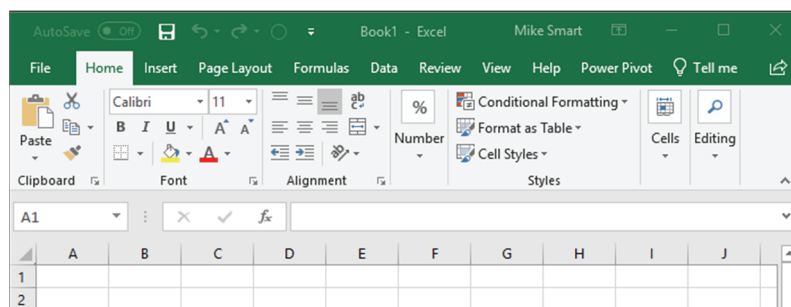 AutoSave Off Book1 - Excel Mike Smart
File Home Insert Page Layout Formulas Data Review View Help Power Pivot Tell me
Calibri 11 ab % Conditional Formatting
Paste B I U A A Number Format as Table Cells Editing
A Cell Styles
Clipboard Font Alignment Styles
A1 fx
A B C D E F G H I J
1
2